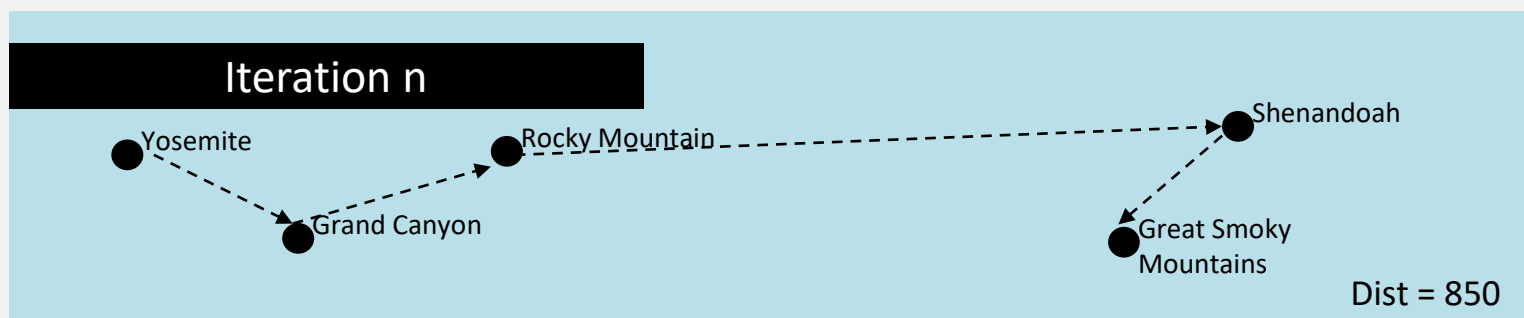 Iteration n
Yosemite
Rocky Mountain
Shenandoah
Grand Canyon
Great Smoky
Mountains
Dist = 850